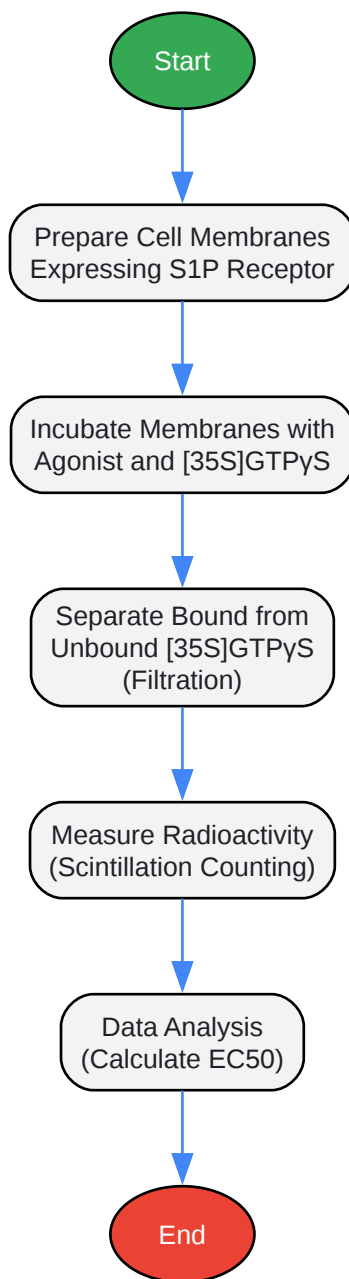 Start
Prepare Cell Membranes
Expressing S1P Receptor
Incubate Membranes with
Agonist and [35S]GTPγS
Separate Bound from
Unbound [35S]GTPγS
(Filtration)
Measure Radioactivity
(Scintillation Counting)
Data Analysis
(Calculate EC50)
End